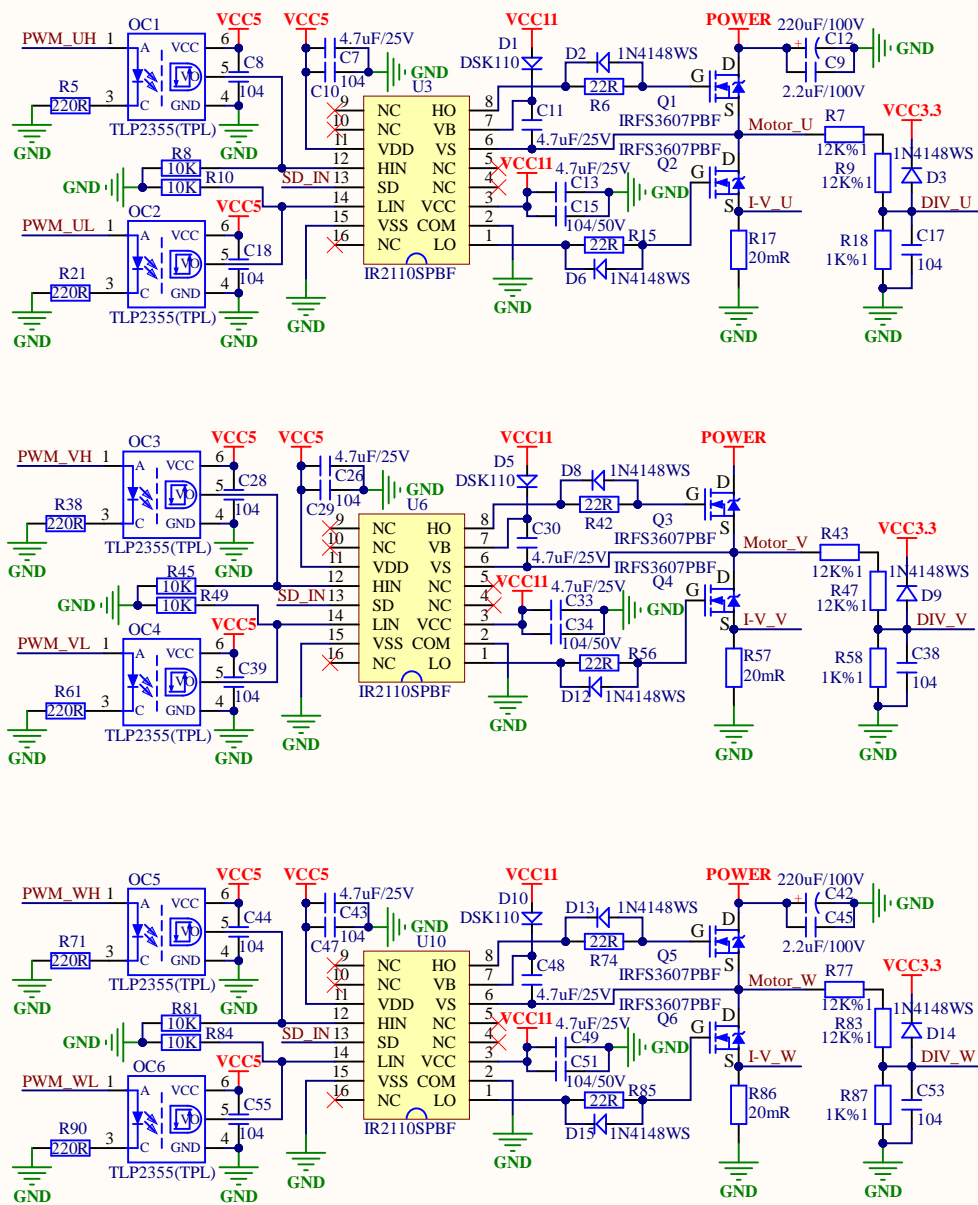 OC1
VCC5
VCC5
4.7uF/25V
VCC11
POWER
220uF/100V
PWM_UH
1
A
VCC
6
VO
5
C8
C7
D1
DSK110
D2
1N4148WS
D
C12
GND
R5
220R
3
C
GND
4
104
104
GND
C10
U3
R6
22R
G
Q1
S
C9
2.2uF/100V
GND
TLP2355(TPL)
GND
9
NC
HO
8
C11
IRFS3607PBF
10
NC
VB
7
Motor_U
R7
VCC3.3
11
VDD
VS
6
4.7uF/25V
IRFS3607PBF
12K%1
R8
10K
12
HIN
NC
5
VCC11
4.7uF/25V
Q2
D
R9
12K%1
1N4148WS
D3
GND
R10
10K
SD_IN
13
SD
NC
4
C13
GND
G
OC2
VCC5
14
LIN
VCC
3
C15
104/50V
S
I-V_U
DIV_U
PWM_UL
1
A
VCC
6
15
VSS
COM
2
R15
22R
R17
20mR
R18
1K%1
C17
104
VO
5
C18
16
NC
LO
1
D6
1N4148WS
R21
220R
3
C
GND
4
104
IR2110SPBF
GND
TLP2355(TPL)
GND
GND
GND
GND
GND
OC3
VCC5
VCC5
4.7uF/25V
VCC11
POWER
PWM_VH
1
A
VCC
6
VO
5
C28
C26
D5
DSK110
D8
1N4148WS
D
R38
220R
3
C
GND
4
104
104
GND
C29
U6
R42
22R
G
Q3
S
GND
TLP2355(TPL)
GND
9
NC
HO
8
C30
IRFS3607PBF
10
NC
VB
7
Motor_V
R43
VCC3.3
11
VDD
VS
6
4.7uF/25V
IRFS3607PBF
12K%1
R45
10K
12
HIN
NC
5
VCC11
4.7uF/25V
Q4
D
R47
12K%1
1N4148WS
D9
GND
R49
10K
SD_IN
13
SD
NC
4
C33
GND
G
OC4
VCC5
14
LIN
VCC
3
C34
104/50V
S
I-V_V
DIV_V
PWM_VL
1
A
VCC
6
15
VSS
COM
2
R56
22R
R57
20mR
R58
1K%1
C38
104
VO
5
C39
16
NC
LO
1
D12
1N4148WS
R61
220R
3
C
GND
4
104
IR2110SPBF
GND
TLP2355(TPL)
GND
GND
GND
GND
GND
OC5
VCC5
VCC5
4.7uF/25V
VCC11
POWER
220uF/100V
PWM_WH
1
A
VCC
6
VO
5
C44
C43
D10
DSK110
D13
1N4148WS
D
C42
GND
R71
220R
3
C
GND
4
104
104
GND
C47
U10
R74
22R
G
Q5
S
C45
2.2uF/100V
GND
TLP2355(TPL)
GND
9
NC
HO
8
C48
IRFS3607PBF
10
NC
VB
7
Motor_W
R77
VCC3.3
11
VDD
VS
6
4.7uF/25V
IRFS3607PBF
12K%1
R81
10K
12
HIN
NC
5
VCC11
4.7uF/25V
Q6
D
R83
12K%1
1N4148WS
D14
GND
R84
10K
SD_IN
13
SD
NC
4
C49
GND
G
OC6
VCC5
14
LIN
VCC
3
C51
104/50V
S
I-V_W
DIV_W
PWM_WL
1
A
VCC
6
15
VSS
COM
2
R85
22R
R86
20mR
R87
1K%1
C53
104
VO
5
C55
16
NC
LO
1
D15
1N4148WS
R90
220R
3
C
GND
4
104
IR2110SPBF
GND
TLP2355(TPL)
GND
GND
GND
GND
GND